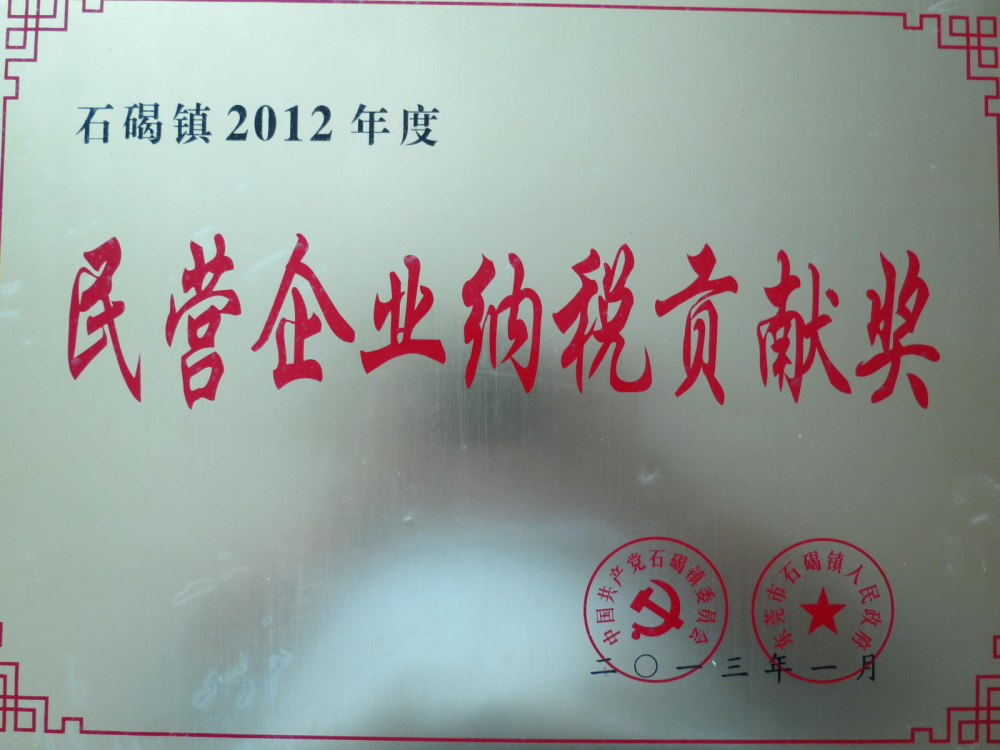 石碣镇2012年度
民营企业纳税贡献奖
中国共产党石碣镇委员会
东莞市石碣镇人民政府
二〇一三年一月